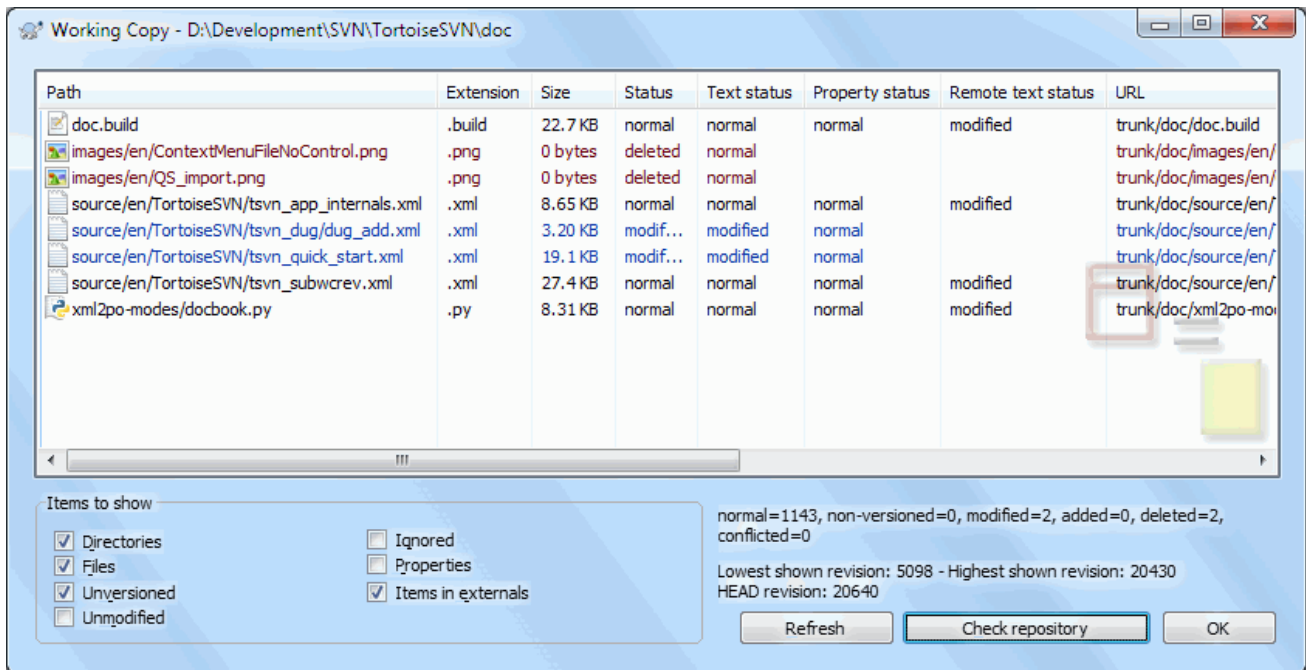 Working Copy - D:\Development\SVN\TortoiseSVN\doc
Path Extension Size Status Text status Property status Remote text status URL
doc.build .build 22.7 KB normal normal normal modified trunk/doc/doc.build
images/en/ContextMenuFileNoControl.png .png 0 bytes deleted normal trunk/doc/images/en/
images/en/QS_import.png .png 0 bytes deleted normal trunk/doc/images/en/
source/en/TortoiseSVN/tsvn_app_internals.xml .xml 8.65 KB normal normal normal modified trunk/doc/source/en/
source/en/TortoiseSVN/tsvn_dug/dug_add.xml .xml 3.20 KB modif... modified normal trunk/doc/source/en/
source/en/TortoiseSVN/tsvn_quick_start.xml .xml 19.1 KB modif... modified normal trunk/doc/source/en/
source/en/TortoiseSVN/tsvn_subwcrev.xml .xml 27.4 KB normal normal normal modified trunk/doc/source/en/
xml2po-modes/docbook.py .py 8.31 KB normal normal normal modified trunk/doc/xml2po-mo
Items to show
Directories
Files
Unversioned
Unmodified
Ignored
Properties
Items in externals
normal=1143, non-versioned=0, modified=2, added=0, deleted=2,
conflicted=0
Lowest shown revision: 5098 - Highest shown revision: 20430
HEAD revision: 20640
Refresh Check repository OK